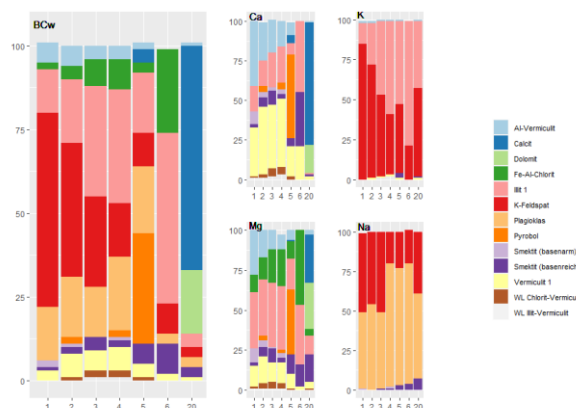 BCw
100
75
50
25
0
1 2 3 4 5 6 20
Ca
100
75
50
25
0
1 2 3 4 5 6 20
K
100
75
50
25
0
1 2 3 4 5 6 20
Mg
100
75
50
25
0
1 2 3 4 5 6 20
Na
100
75
50
25
0
1 2 3 4 5 6 20
Al-Vermiculit
Calcit
Dolomit
Fe-Al-Chlorit
Illit 1
K-Feldspat
Plagioklas
Pyrobol
Smektit (basenarm)
Smektit (basenreich
Vermiculit 1
WL Chlorit-Vermicu
WL Illit-Vermiculit